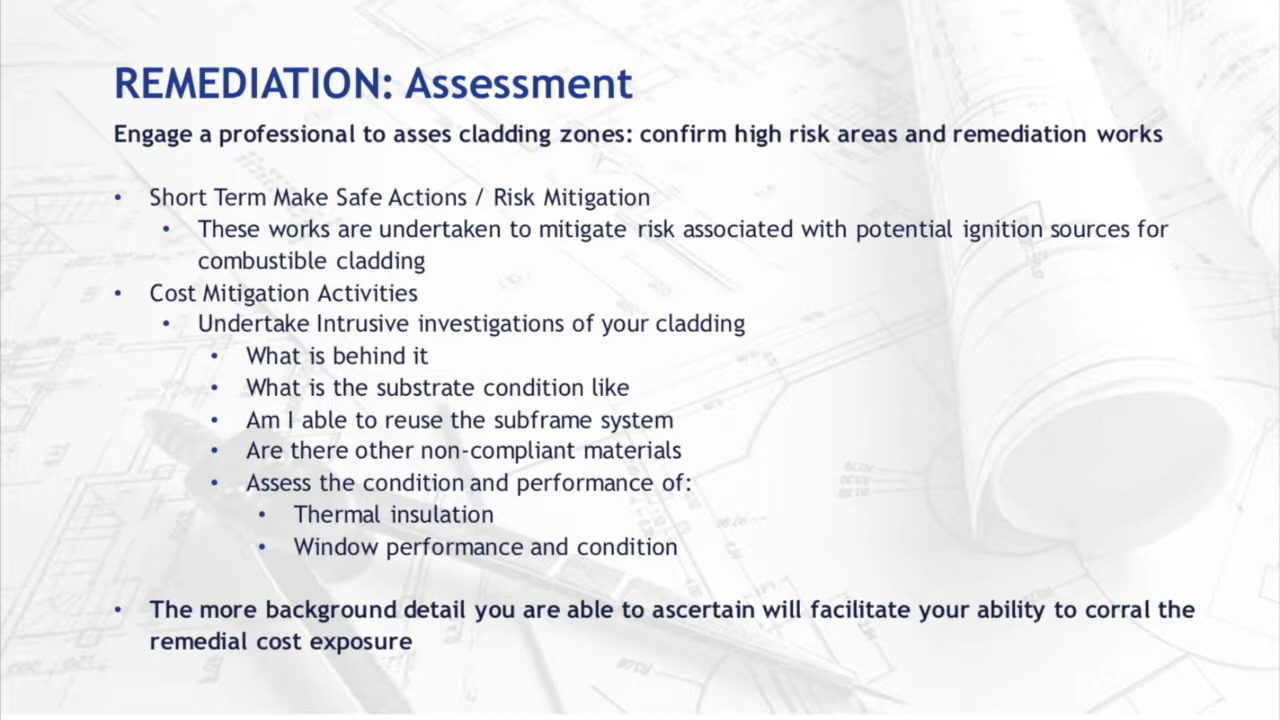 REMEDIATION: Assessment
Engage a professional to asses cladding zones: confirm high risk areas and remediation works
• Short Term Make Safe Actions / Risk Mitigation
• These works are undertaken to mitigate risk associated with potential ignition sources for
combustible cladding
• Cost Mitigation Activities
• Undertake Intrusive investigations of your cladding
• What is behind it
• What is the substrate condition like
• Am I able to reuse the subframe system
• Are there other non-compliant materials
• Assess the condition and performance of:
• Thermal insulation
• Window performance and condition
• The more background detail you are able to ascertain will facilitate your ability to corral the
remedial cost exposure